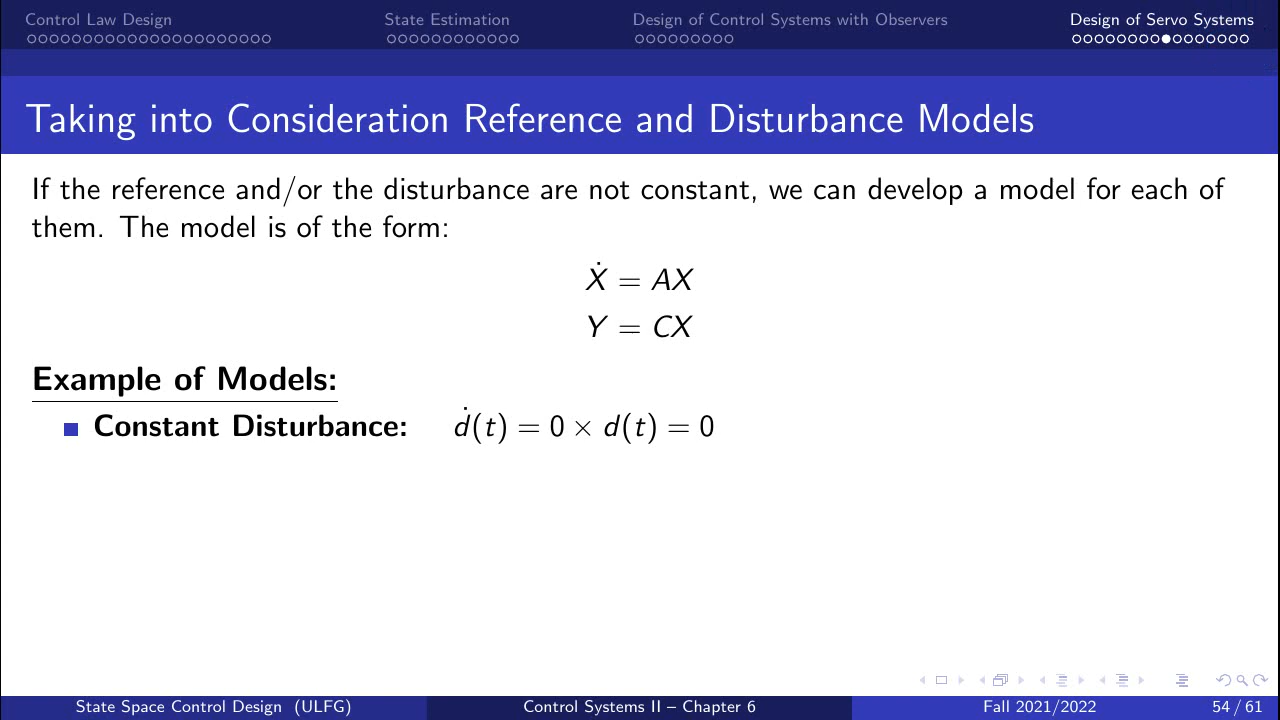 Control Law Design State Estimation Design of Control Systems with Observers Design of Servo Systems
Taking into Consideration Reference and Disturbance Models
If the reference and/or the disturbance are not constant, we can develop a model for each of
them. The model is of the form:
Ẋ = AX
Y = CX
Example of Models:
Constant Disturbance: ḋ(t) = 0 × d(t) = 0
State Space Control Design (ULFG) Control Systems II – Chapter 6 Fall 2021/2022 54 / 61